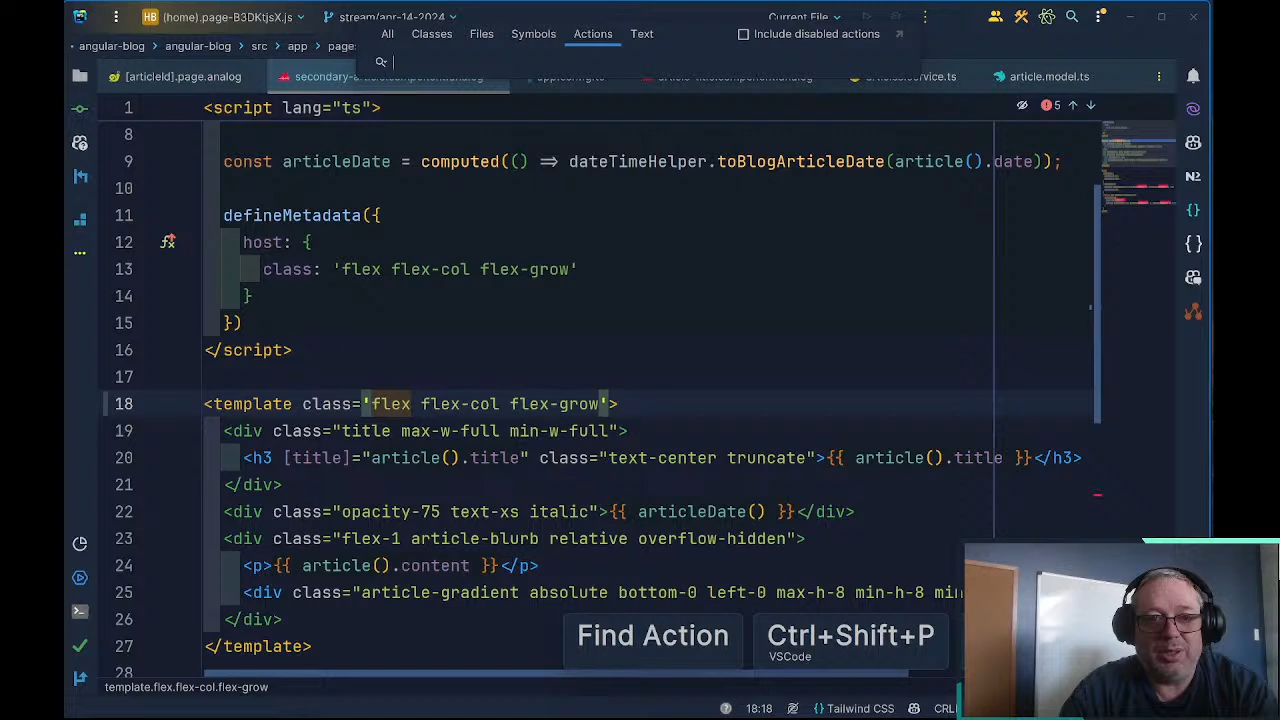 HB (home).page-B3DKtjsX.js stream/apr-14-2024 Current File
All Classes Files Symbols Actions Text Include disabled actions
angular-blog angular-blog src app page
[articleId].page.analog article.model.ts
1 <script lang="ts">
8
9 const articleDate = computed(() => dateTimeHelper.toBlogArticleDate(article().date));
10
11 defineMetadata({
12 host: {
13 class: 'flex flex-col flex-grow'
14 }
15 })
16 </script>
17
18 <template class='flex flex-col flex-grow'>
19 <div class="title max-w-full min-w-full">
20 <h3 [title]="article().title" class="text-center truncate">{{ article().title }}</h3>
21 </div>
22 <div class="opacity-75 text-xs italic">{{ articleDate() }}</div>
23 <div class="flex-1 article-blurb relative overflow-hidden">
24 <p>{{ article().content }}</p>
25 <div class="article-gradient absolute bottom-0 left-0 max-h-8 min-h-8 min
26 </div>
27 </template>
28
5
N2
Find Action Ctrl+Shift+P
VSCode
template.flex.flex-col.flex-grow
18:18 {} Tailwind CSS CRL